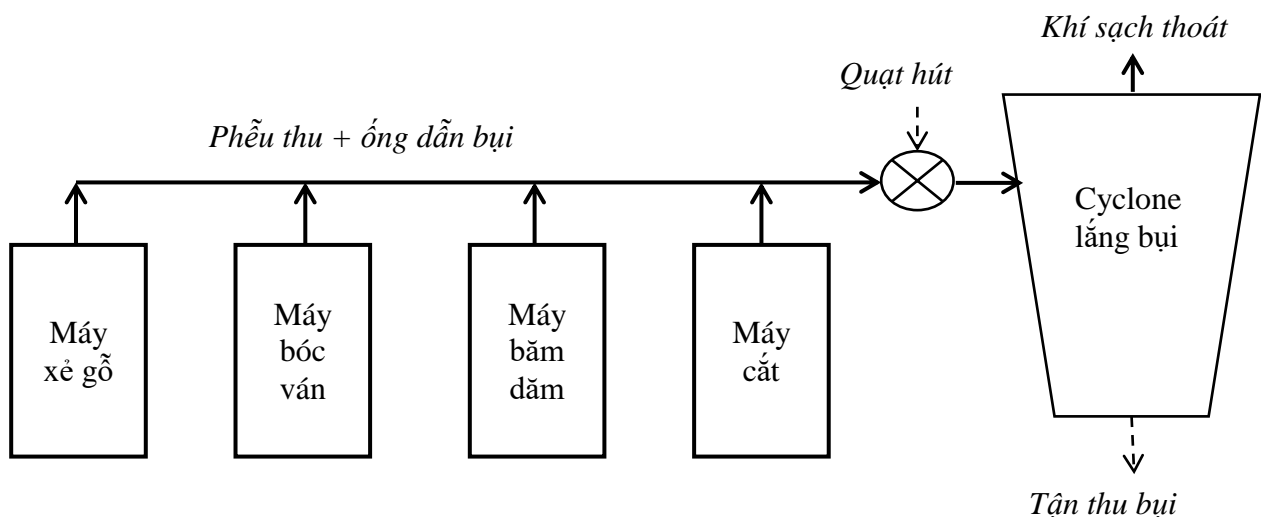 Khí sạch thoát
Quạt hút
Phễu thu + ống dẫn bụi
Cyclone
lắng bụi
Máy
xẻ gỗ
Máy
bóc
ván
Máy
băm
dăm
Máy
cắt
Tận thu bụi